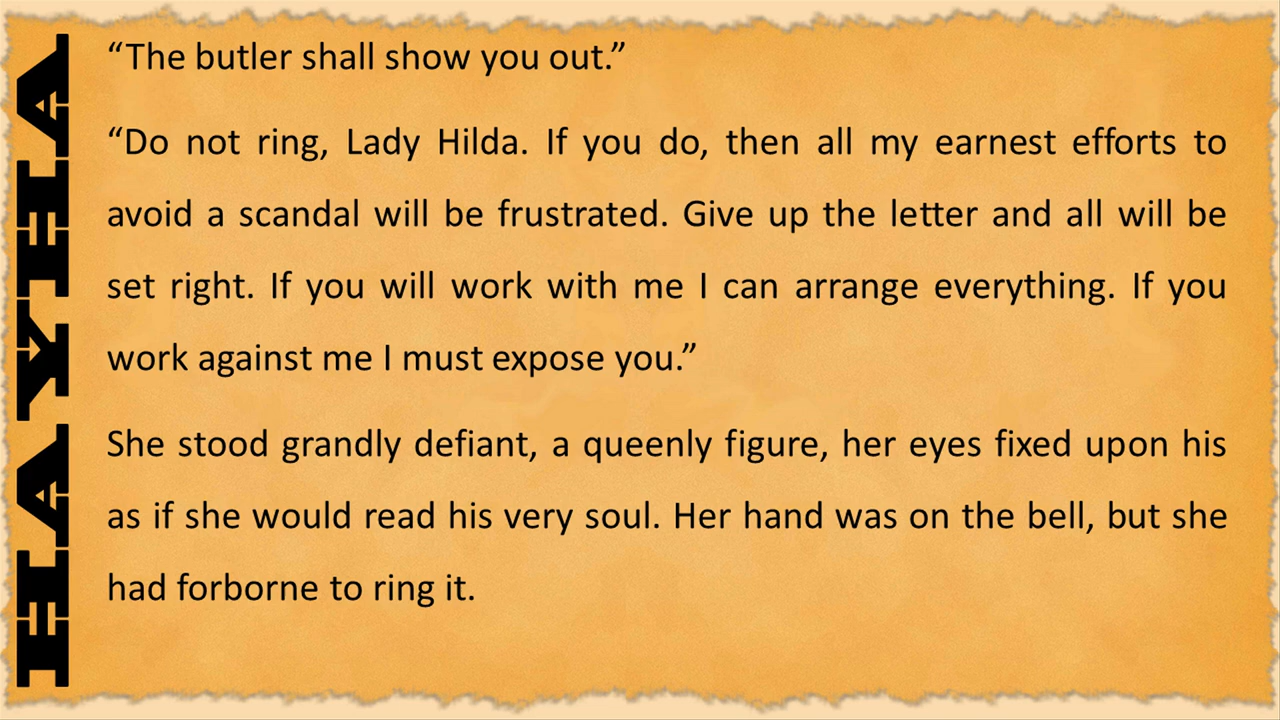 HAYHA
“The butler shall show you out.”
“Do not ring, Lady Hilda. If you do, then all my earnest efforts to
avoid a scandal will be frustrated. Give up the letter and all will be
set right. If you will work with me I can arrange everything. If you
work against me I must expose you.”
She stood grandly defiant, a queenly figure, her eyes fixed upon his
as if she would read his very soul. Her hand was on the bell, but she
had forborne to ring it.